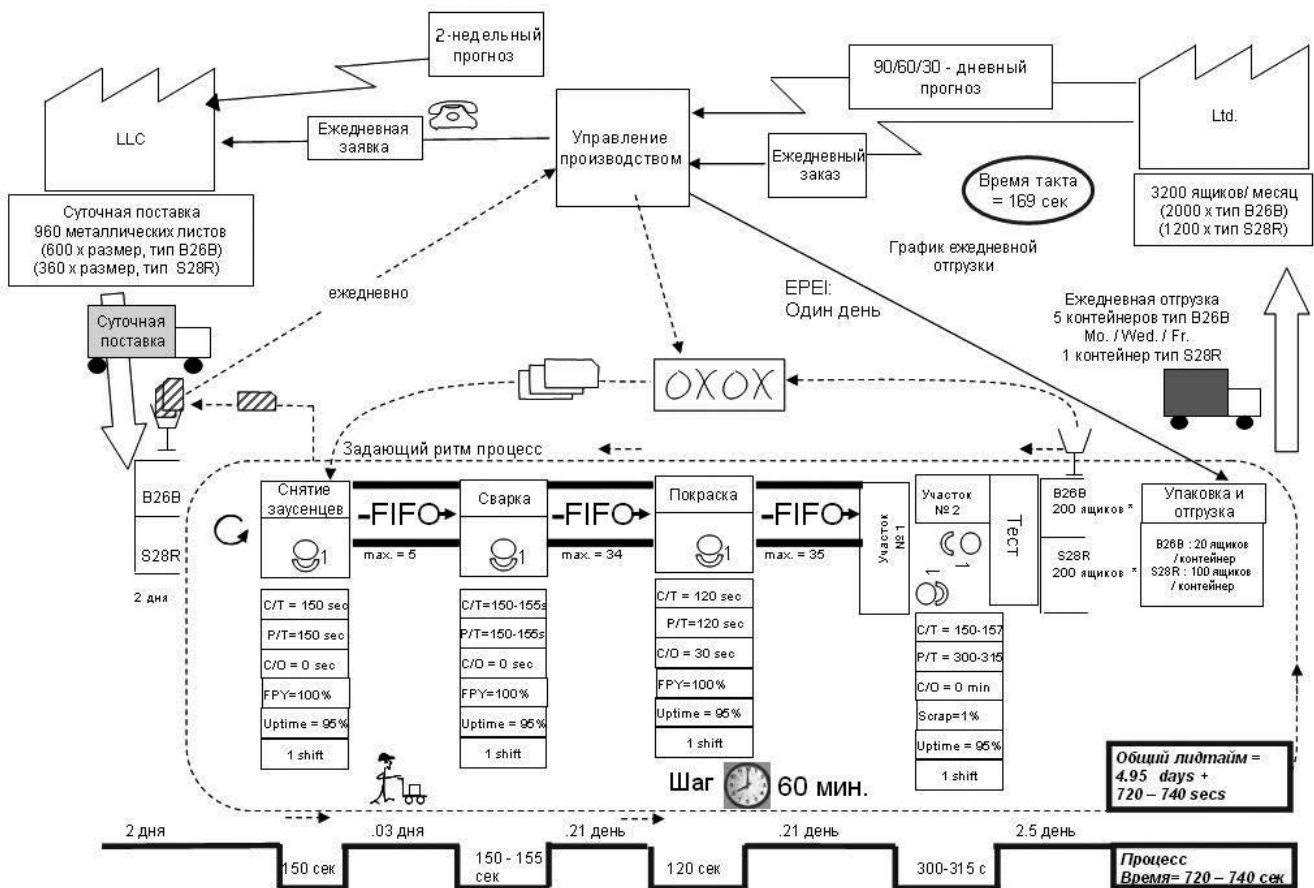 2-недельный
прогноз
90/60/30 - дневный
прогноз
LLC
Ежедневная
заявка
Управление
производством
Ежедневный
заказ
Ltd.
Время такта
= 169 сек
Суточная поставка
960 металлических листов
(600 х размер, тип B26B)
(360 х размер, тип S28R)
3200 ящиков/ месяц
(2000 х тип B26B)
(1200 х тип S28R)
График ежедневной
отгрузки
ежедневно
EPEI:
Один день
Ежедневная отгрузка
5 контейнеров тип B26B
Mo. / Wed. / Fr.
1 контейнер тип S28R
Суточная
поставка
OXOX
Задающий ритм процесс
B26B
S28R
2 дня
Снятие
заусенцев
1
-FIFO
max. = 5
Сварка
1
-FIFO
max. = 34
Покраска
1
-FIFO
max. = 35
Участок
№ 1
Участок
№ 2
1
1
Тест
B26B
200 ящиков *
S28R
200 ящиков *
Упаковка и
отгрузка
B26B : 20 ящиков
/контейнер
S28R : 100 ящиков
/ контейнер
C/T = 150 sec
P/T=150 sec
C/O = 0 sec
FPY=100%
Uptime = 95%
1 shift
C/T=150-155s
P/T=150-155s
C/O = 0 sec
FPY=100%
Uptime = 95%
1 shift
C/T = 120 sec
P/T=120 sec
C/O = 30 sec
FPY=100%
Uptime = 95%
1 shift
C/T = 150-157
P/T = 300-315
C/O = 0 min
Scrap=1%
Uptime = 95%
1 shift
Шаг 60 мин.
Общий лидтайм =
4.95 days +
720 – 740 secs
2 дня
.03 дня
.21 день
.21 день
2.5 день
150 сек
150 - 155
сек
120 сек
300-315 с
Процесс
Время= 720 – 740 сек